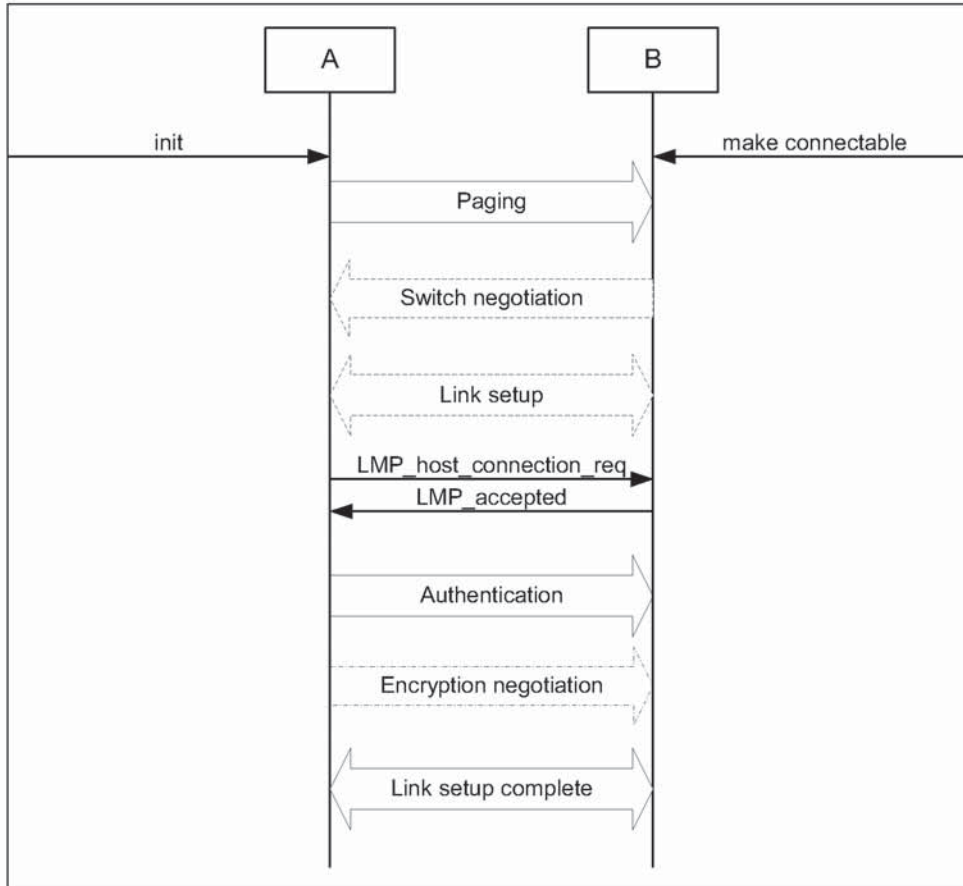 A
B
init
make connectable
Paging
Switch negotiation
Link setup
LMP_host_connection_req
LMP_accepted
Authentication
Encryption negotiation
Link setup complete